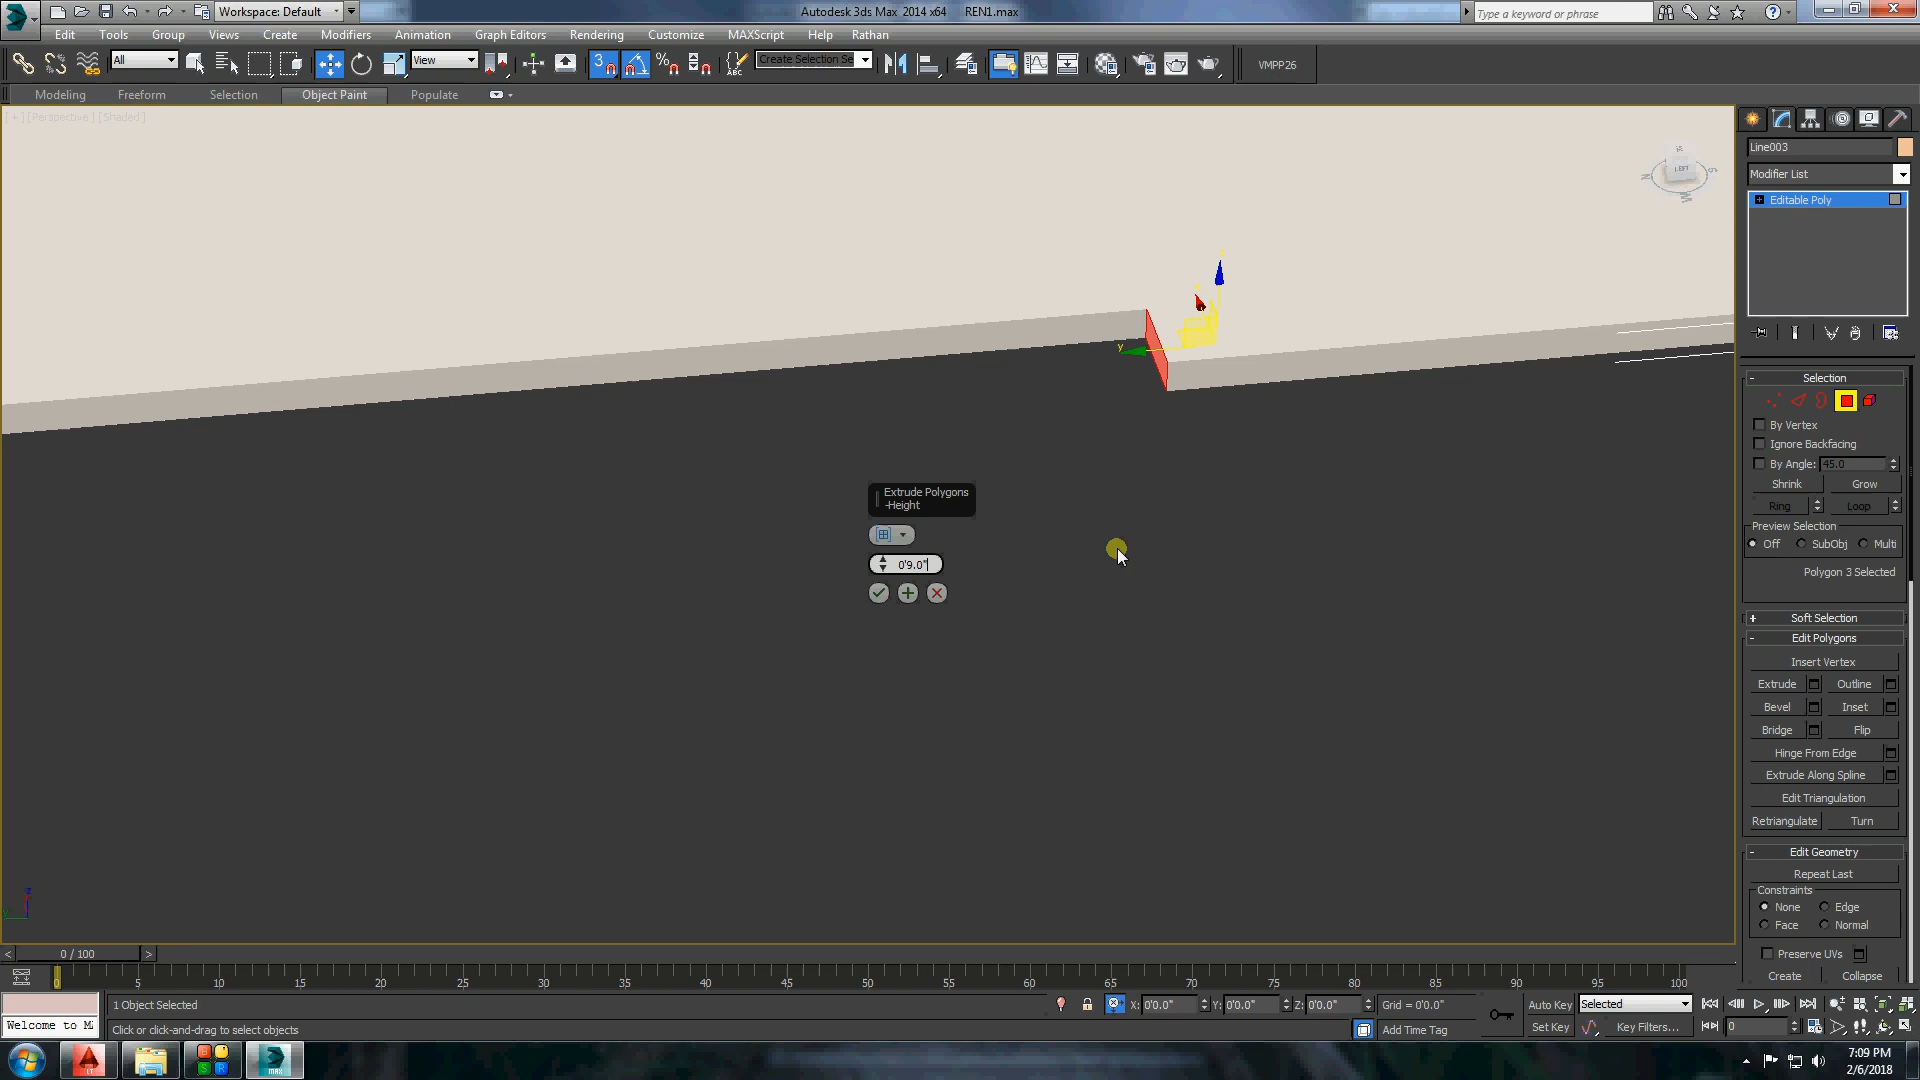 Workspace: Default
Autodesk 3ds Max 2014 x64 REN1.max
Type a keyword or phrase
Edit Tools Group Views Create Modifiers Animation Graph Editors Rendering Customize MAXScript Help Rathan
All
View
3
%
ABC
Create Selection Se
VMPP26
Modeling Freeform Selection Object Paint Populate
[ + ] [Perspective ] [Shaded ]
LEFT
Line003
Modifier List
Editable Poly
y
Extrude Polygons
-Height
0'9.0"
- Selection
By Vertex
Ignore Backfacing
By Angle: 45.0
Shrink Grow
Ring Loop
Preview Selection
Off SubObj Multi
Polygon 3 Selected
+ Soft Selection
- Edit Polygons
Insert Vertex
Extrude Outline
Bevel Inset
Bridge Flip
Hinge From Edge
Extrude Along Spline
Edit Triangulation
Retriangulate Turn
- Edit Geometry
Repeat Last
Constraints
None Edge
Face Normal
Preserve UVs
Create Collapse
z
y
< 0 / 100 >
0 5 10 15 20 25 30 35 40 45 50 55 60 65 70 75 80 85 90 95 100
1 Object Selected
X: 0'0.0" Y: 0'0.0" Z: 0'0.0" Grid = 0'0.0"
Auto Key Selected
Welcome to M
Click or click-and-drag to select objects
Add Time Tag
Set Key Key Filters...
0
LT
MAX
7:09 PM
2/6/2018